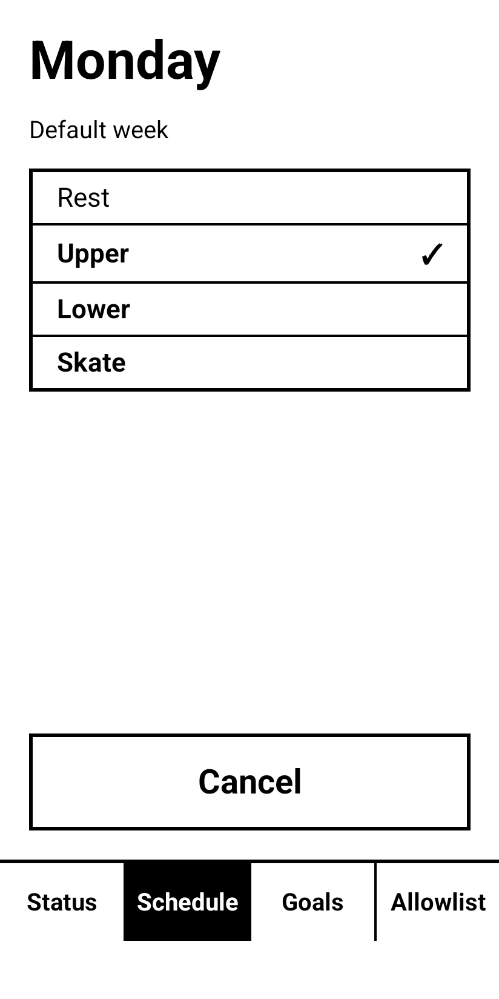 Monday
Default week
Rest
Upper ✓
Lower
Skate
Cancel
Status Schedule Goals Allowlist